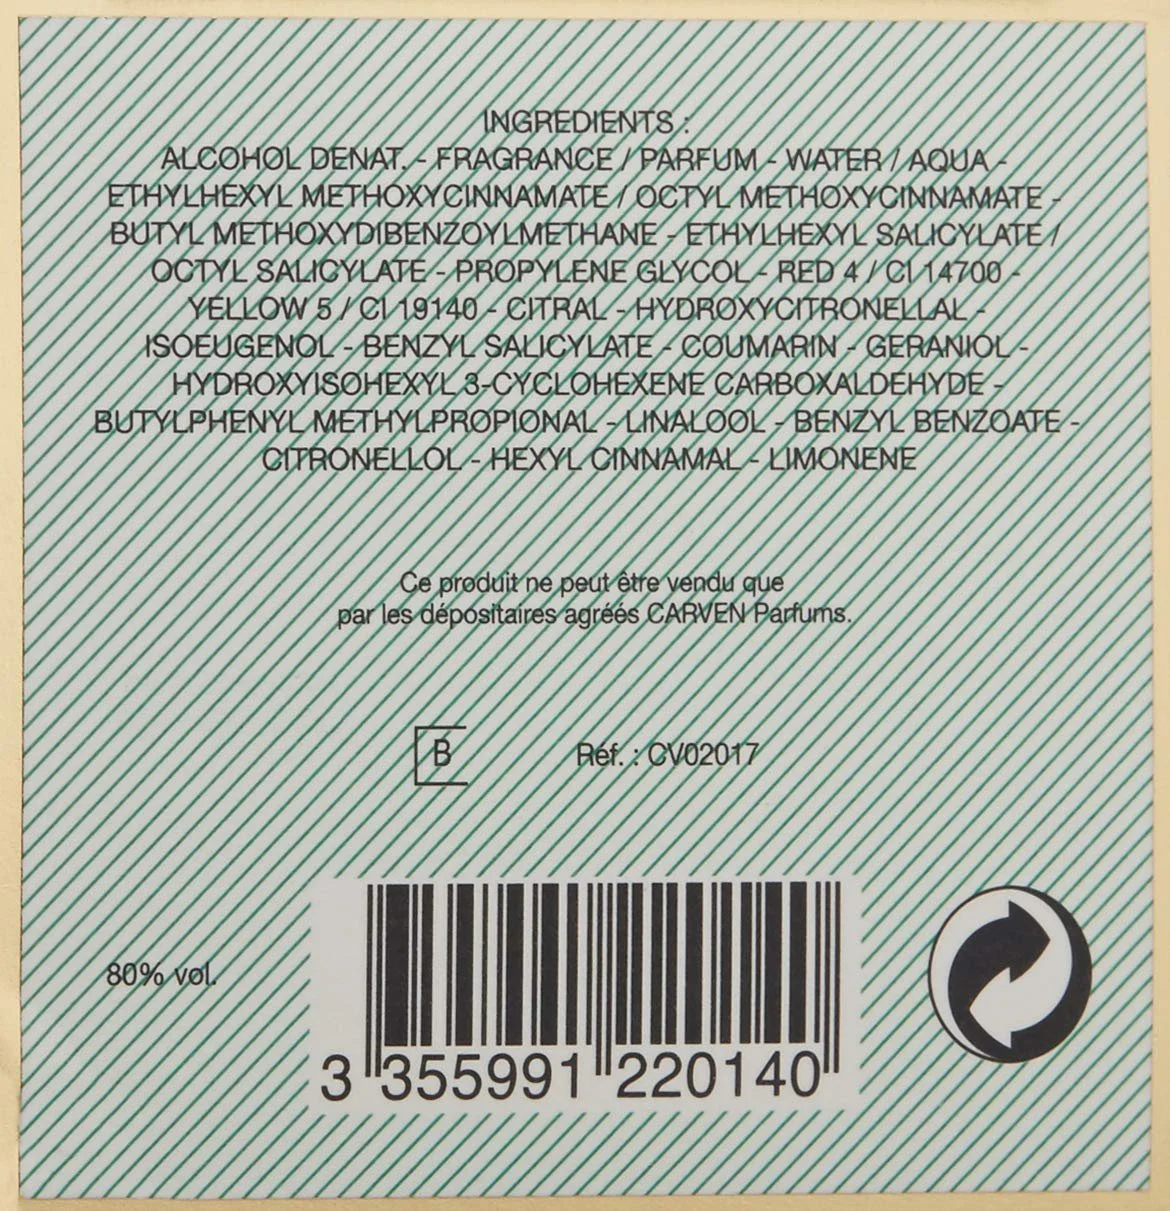 INGREDIENTS :
ALCOHOL DENAT. - FRAGRANCE / PARFUM - WATER / AQUA -
ETHYLHEXYL METHOXYCINNAMATE / OCTYL METHOXYCINNAMATE -
BUTYL METHOXYDIBENZOYLMETHANE - ETHYLHEXYL SALICYLATE /
OCTYL SALICYLATE - PROPYLENE GLYCOL - RED 4 / CI 14700 -
YELLOW 5 / CI 19140 - CITRAL - HYDROXYCITRONELLAL -
ISOEUGENOL - BENZYL SALICYLATE - COUMARIN - GERANIOL -
HYDROXYISOHEXYL 3-CYCLOHEXENE CARBOXALDEHYDE -
BUTYLPHENYL METHYLPROPIONAL - LINALOOL - BENZYL BENZOATE -
CITRONELLOL - HEXYL CINNAMAL - LIMONENE
Ce produit ne peut être vendu que
par les dépositaires agréés CARVEN Parfums.
B Réf. : CV02017
80% vol.
3 355991 220140